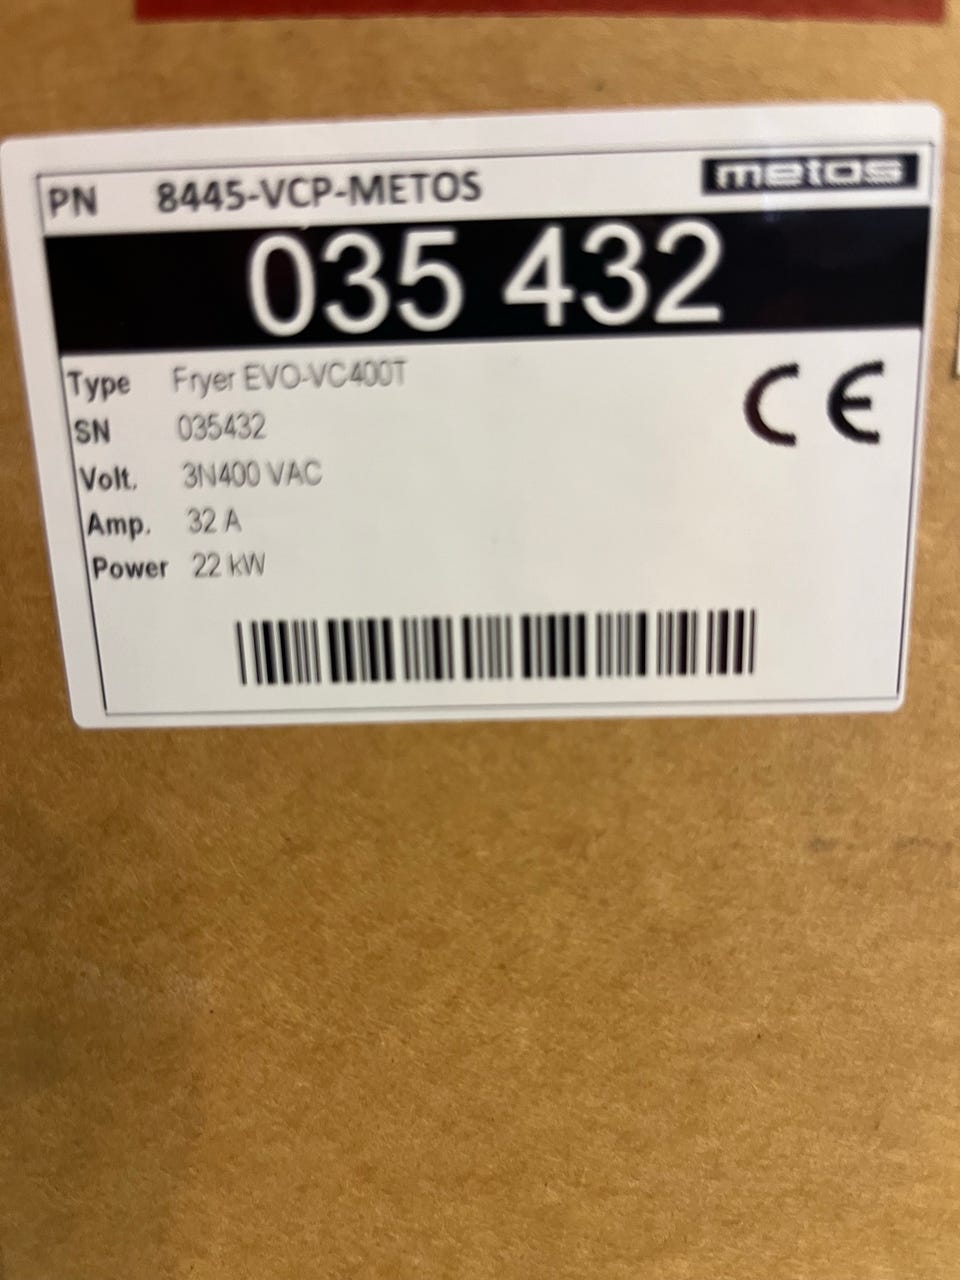 PN 8445-VCP-METOS metos
035 432
Type Fryer EVO-VC400T
SN 035432
Volt. 3N400 VAC
Amp. 32 A
Power 22 kW
CE